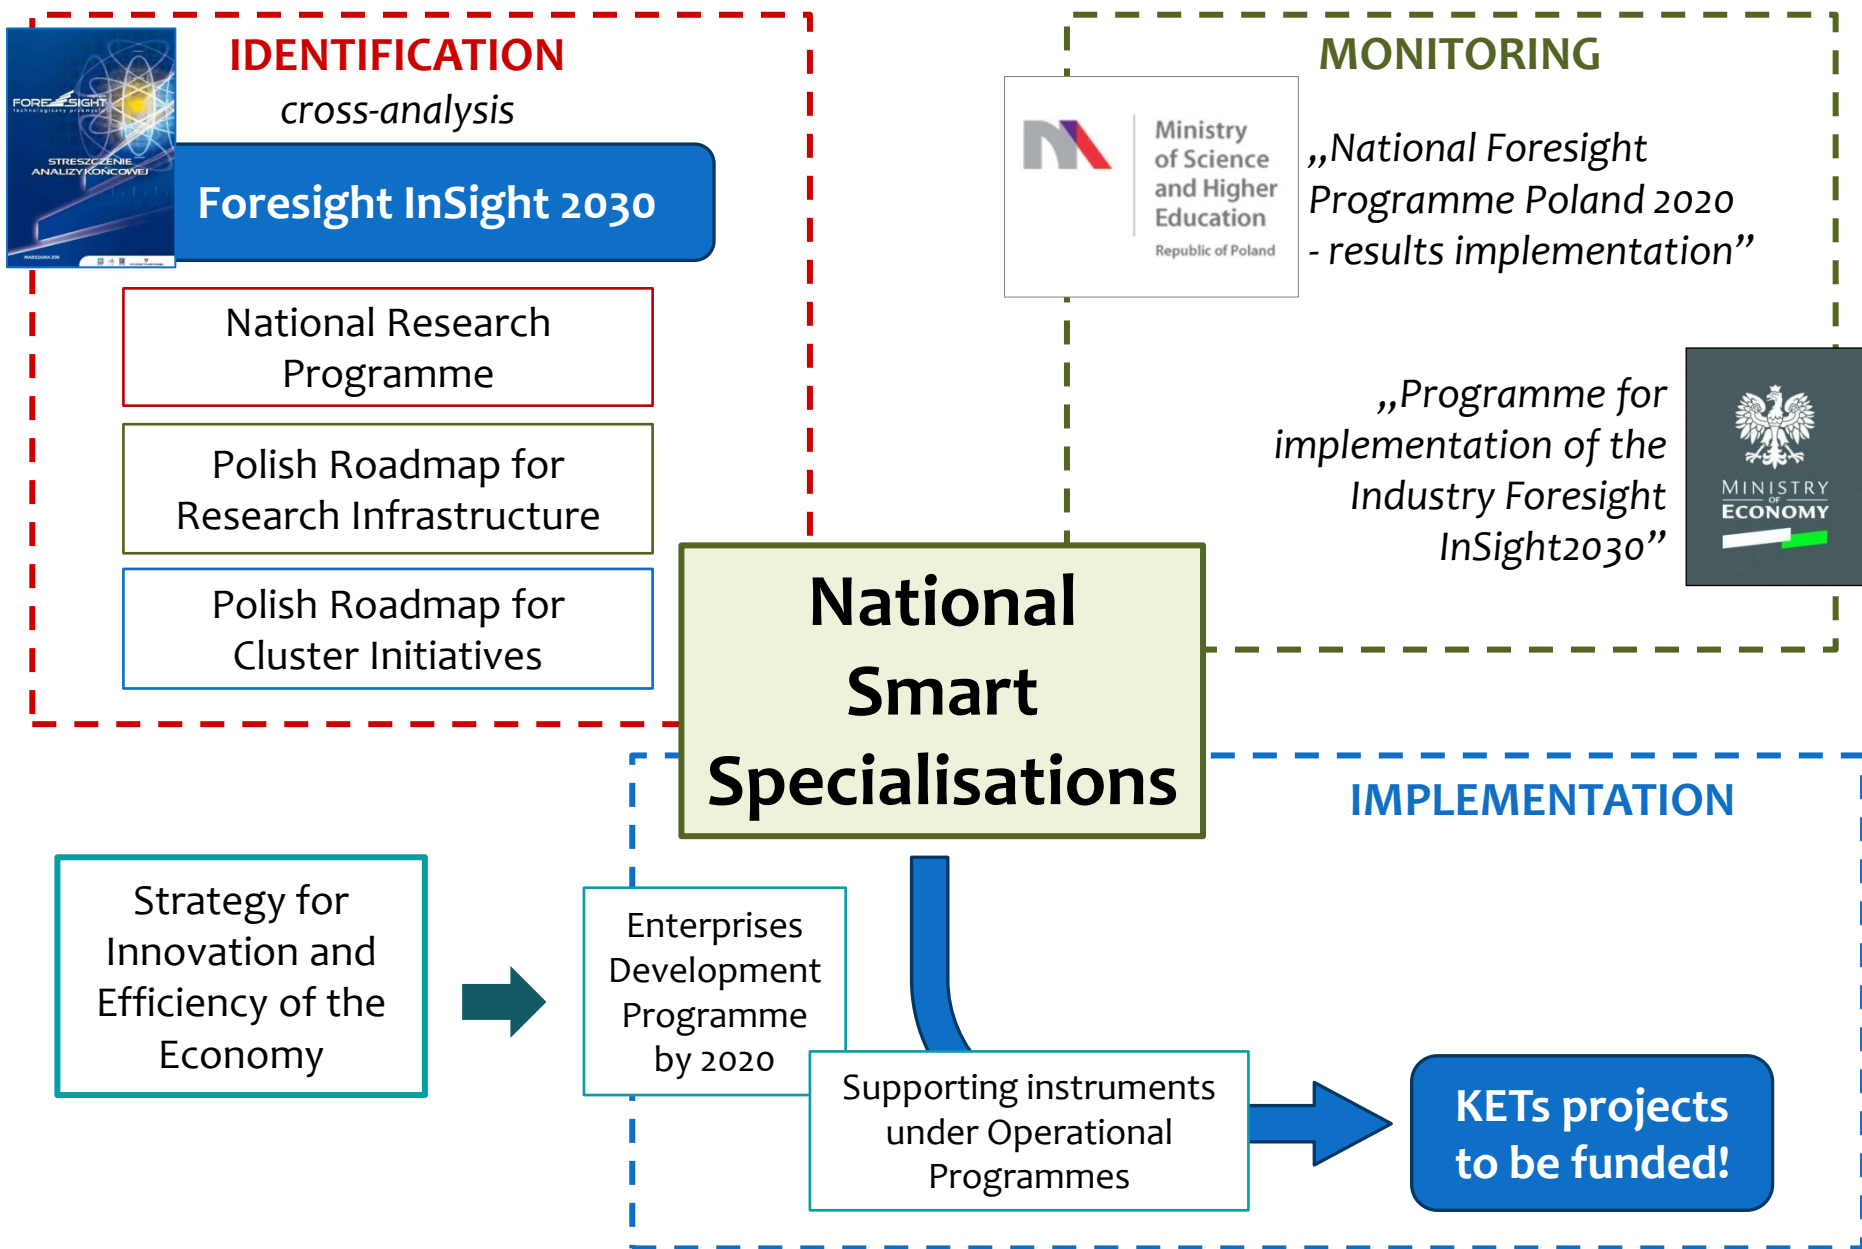 IDENTIFICATION
cross-analysis
FORESIGHT
technologiczny przemysłu
STRESZCZENIE
ANALIZY KOŃCOWEJ
WARSZAWA 2011
Foresight InSight 2030
National Research
Programme
Polish Roadmap for
Research Infrastructure
Polish Roadmap for
Cluster Initiatives
MONITORING
Ministry
of Science
and Higher
Education
Republic of Poland
„National Foresight
Programme Poland 2020
- results implementation”
„Programme for
implementation of the
Industry Foresight
InSight2030”
MINISTRY
OF
ECONOMY
National
Smart
Specialisations
IMPLEMENTATION
Strategy for
Innovation and
Efficiency of the
Economy
Enterprises
Development
Programme
by 2020
Supporting instruments
under Operational
Programmes
KETs projects
to be funded!